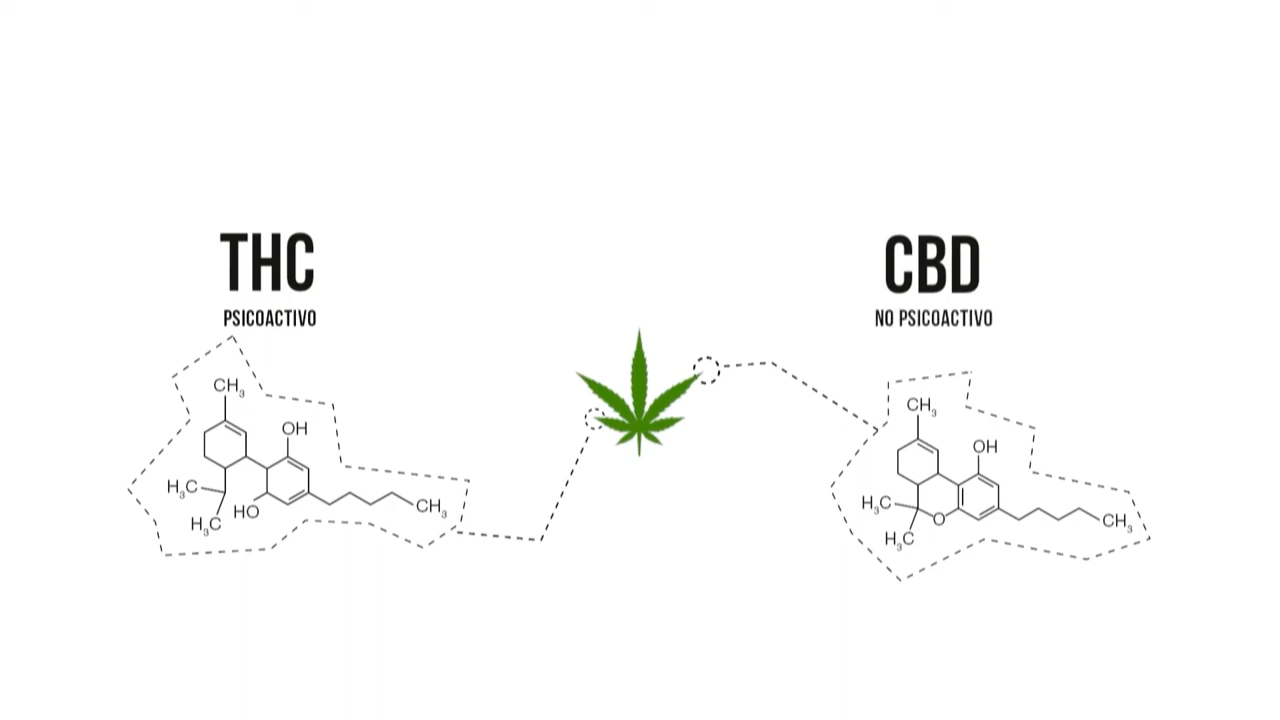 THC
PSICOACTIVO
CH₃
OH
H₃C
HO
H₃C
CH₃
CBD
NO PSICOACTIVO
CH₃
OH
H₃C
O
H₃C
CH₃